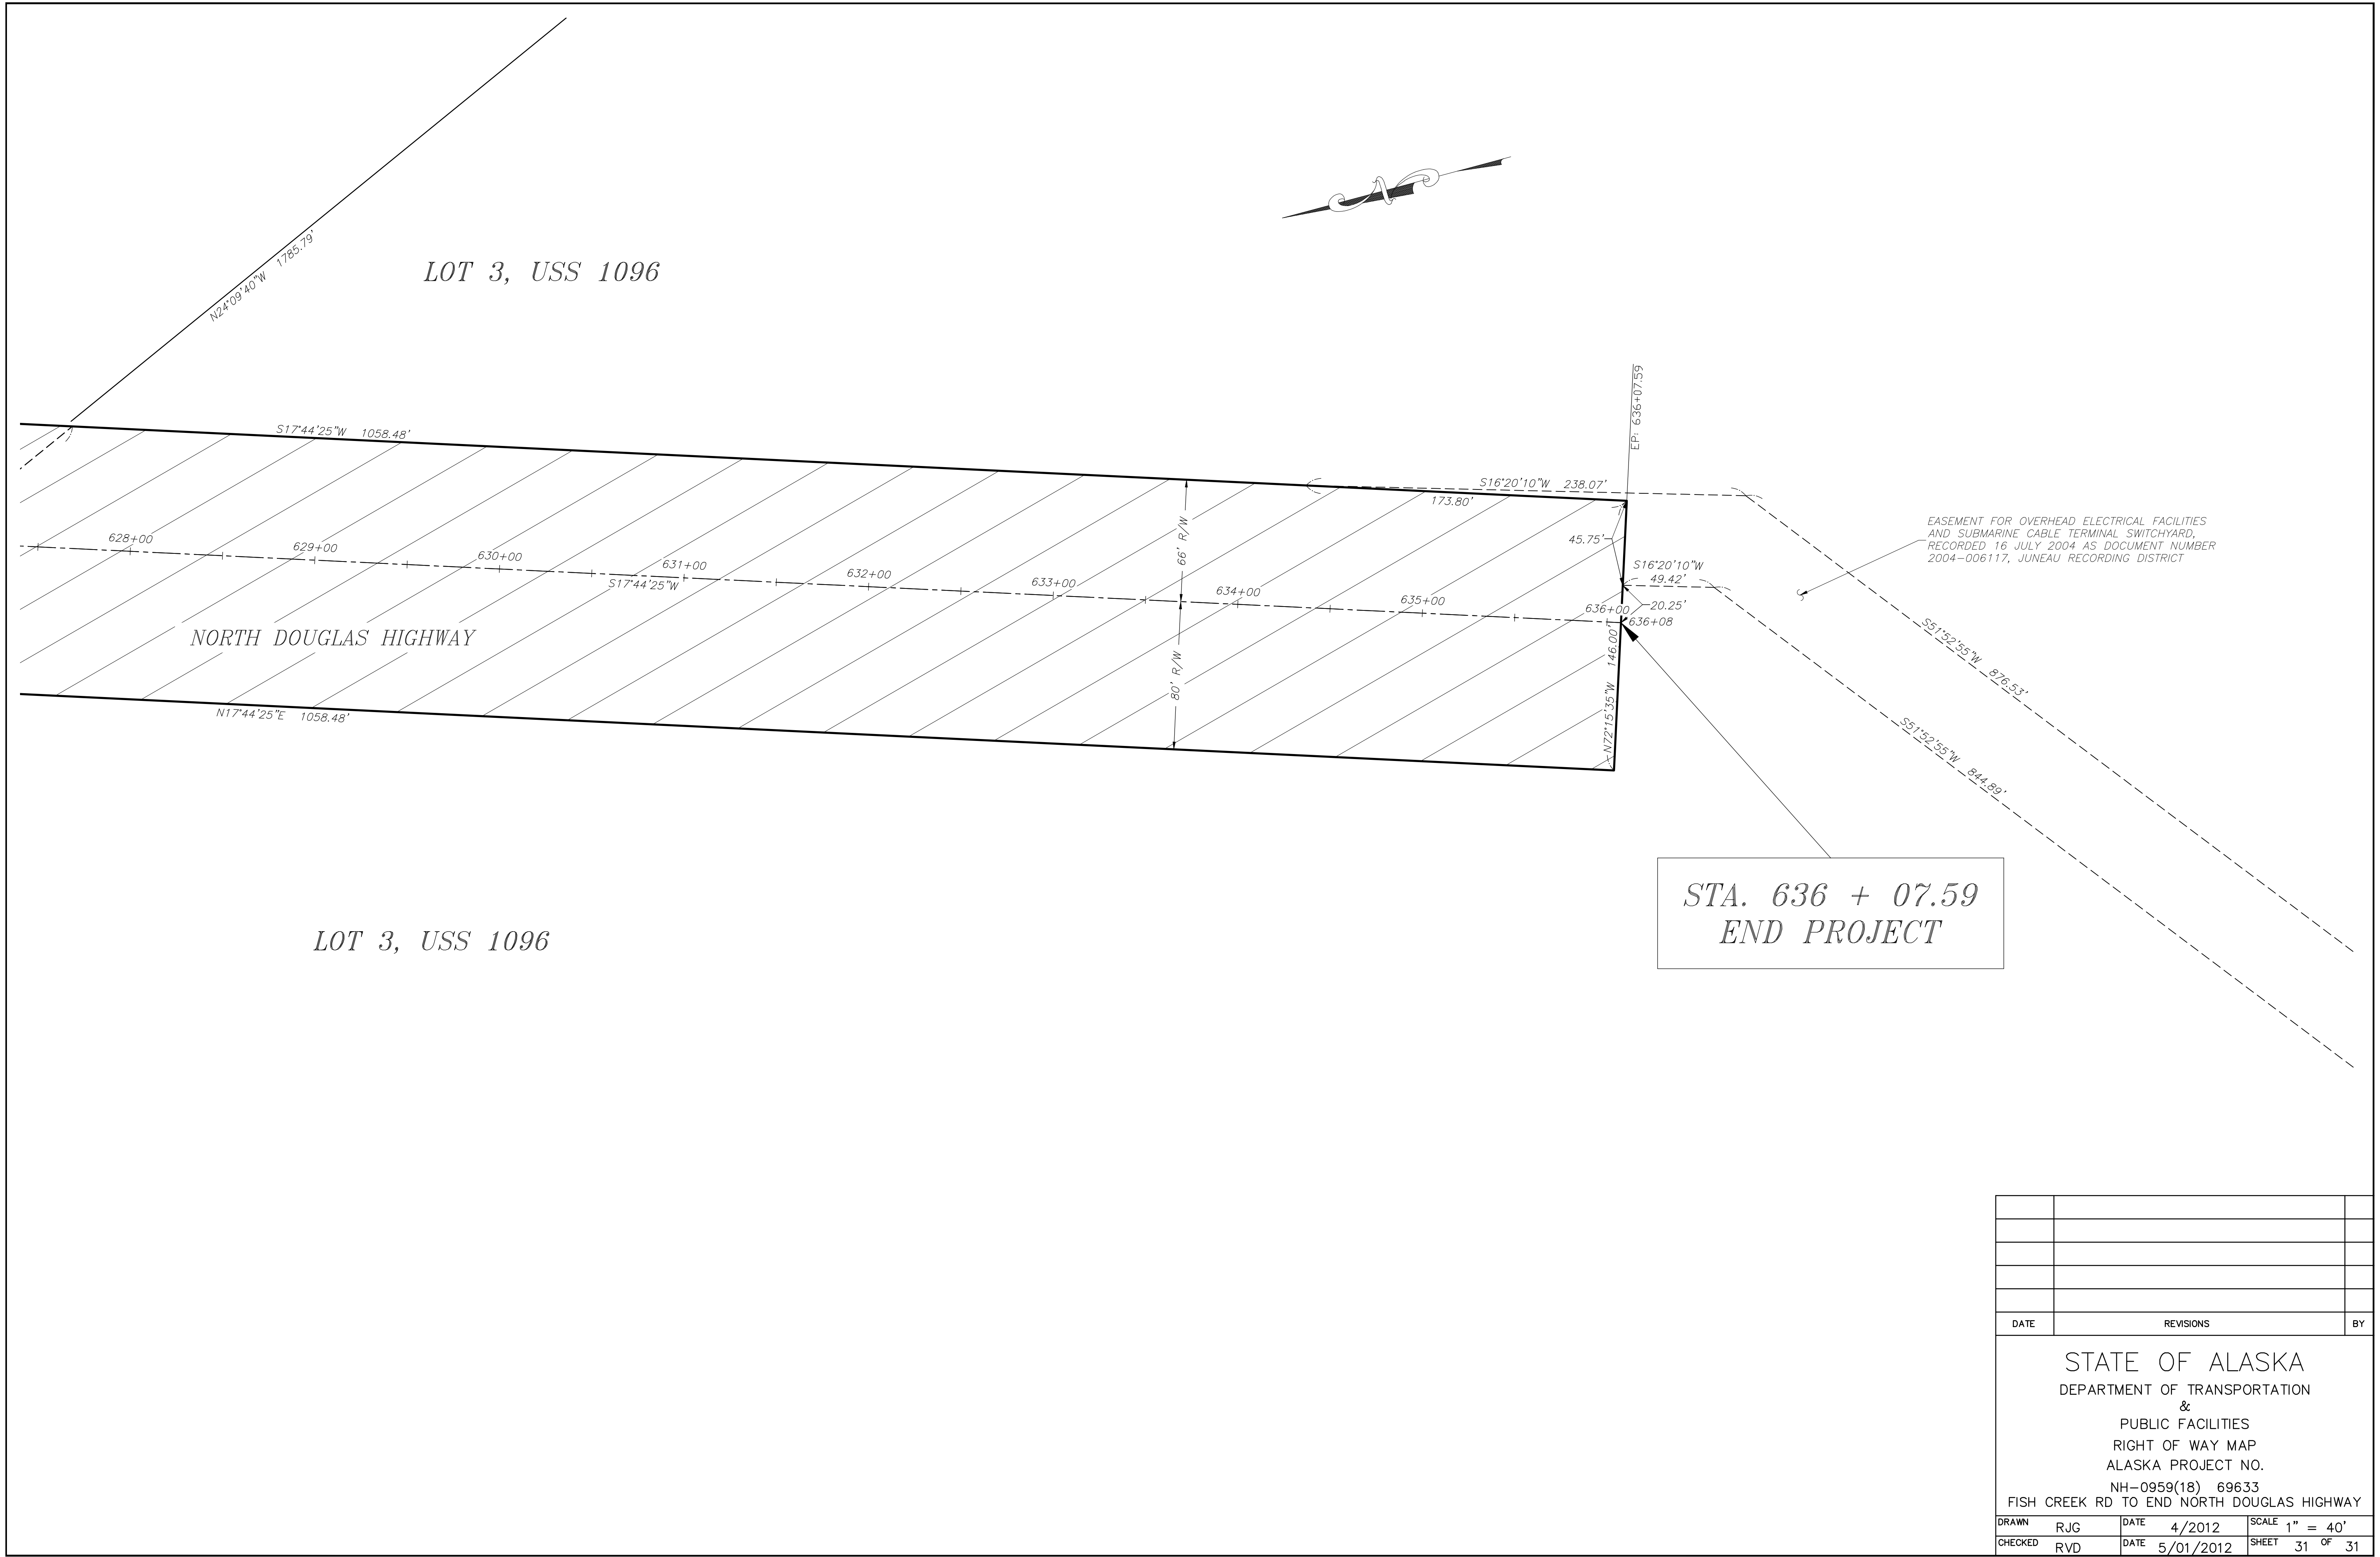 N24°09'40"W 1785.79'
LOT 3, USS 1096
EP: 636+07.59
S17°44'25"W 1058.48'
S16°20'10"W 238.07'
173.80'
66' R/W
45.75'
EASEMENT FOR OVERHEAD ELECTRICAL FACILITIES
AND SUBMARINE CABLE TERMINAL SWITCHYARD,
RECORDED 16 JULY 2004 AS DOCUMENT NUMBER
2004-006117, JUNEAU RECORDING DISTRICT
628+00
629+00
630+00
631+00
632+00
633+00
634+00
635+00
636+00
S17°44'25"W
S16°20'10"W
49.42'
20.25'
636+08
NORTH DOUGLAS HIGHWAY
80' R/W
N72°15'35"W 146.00'
S51°52'55"W 876.53'
S51°52'55"W 844.89'
N17°44'25"E 1058.48'
STA. 636 + 07.59
END PROJECT
LOT 3, USS 1096
DATE REVISIONS BY
STATE OF ALASKA
DEPARTMENT OF TRANSPORTATION
&
PUBLIC FACILITIES
RIGHT OF WAY MAP
ALASKA PROJECT NO.
NH-0959(18) 69633
FISH CREEK RD TO END NORTH DOUGLAS HIGHWAY
DRAWN RJG DATE 4/2012 SCALE 1" = 40'
CHECKED RVD DATE 5/01/2012 SHEET 31 OF 31